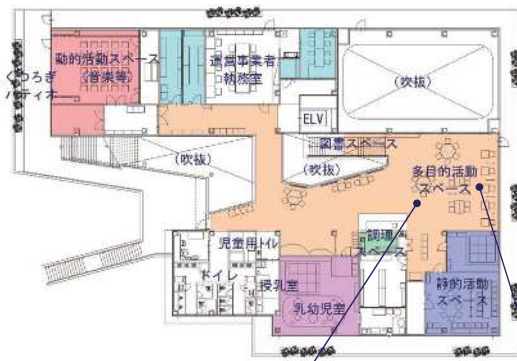 動的活動スペース
(音楽等)
くつろぎ
パティオ
運営事業者
執務室
(吹抜)
ELV
図書スペース
(吹抜)
(吹抜)
多目的活動
スペース
児童用トイレ
調理
スペース
トイレ
授乳室
乳幼児室
静的活動
スペース